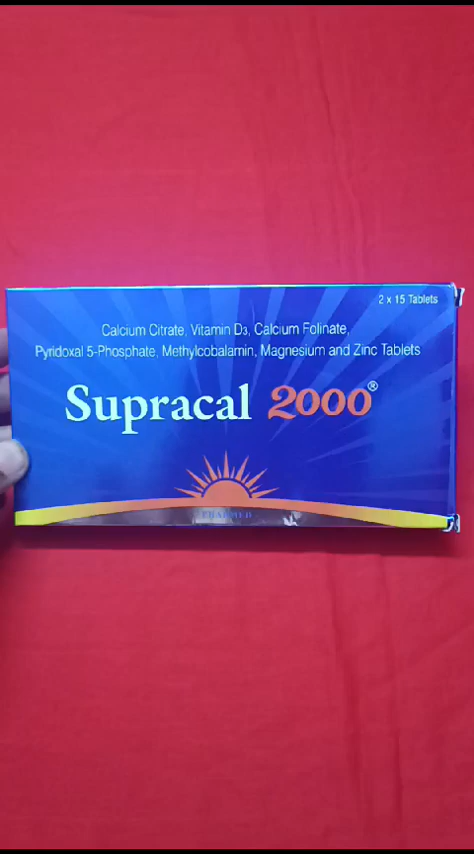 2 x 15 Tablets
Calcium Citrate, Vitamin D3, Calcium Folinate,
Pyridoxal 5-Phosphate, Methylcobalamin, Magnesium and Zinc Tablets
Supracal 2000®
PHARMED